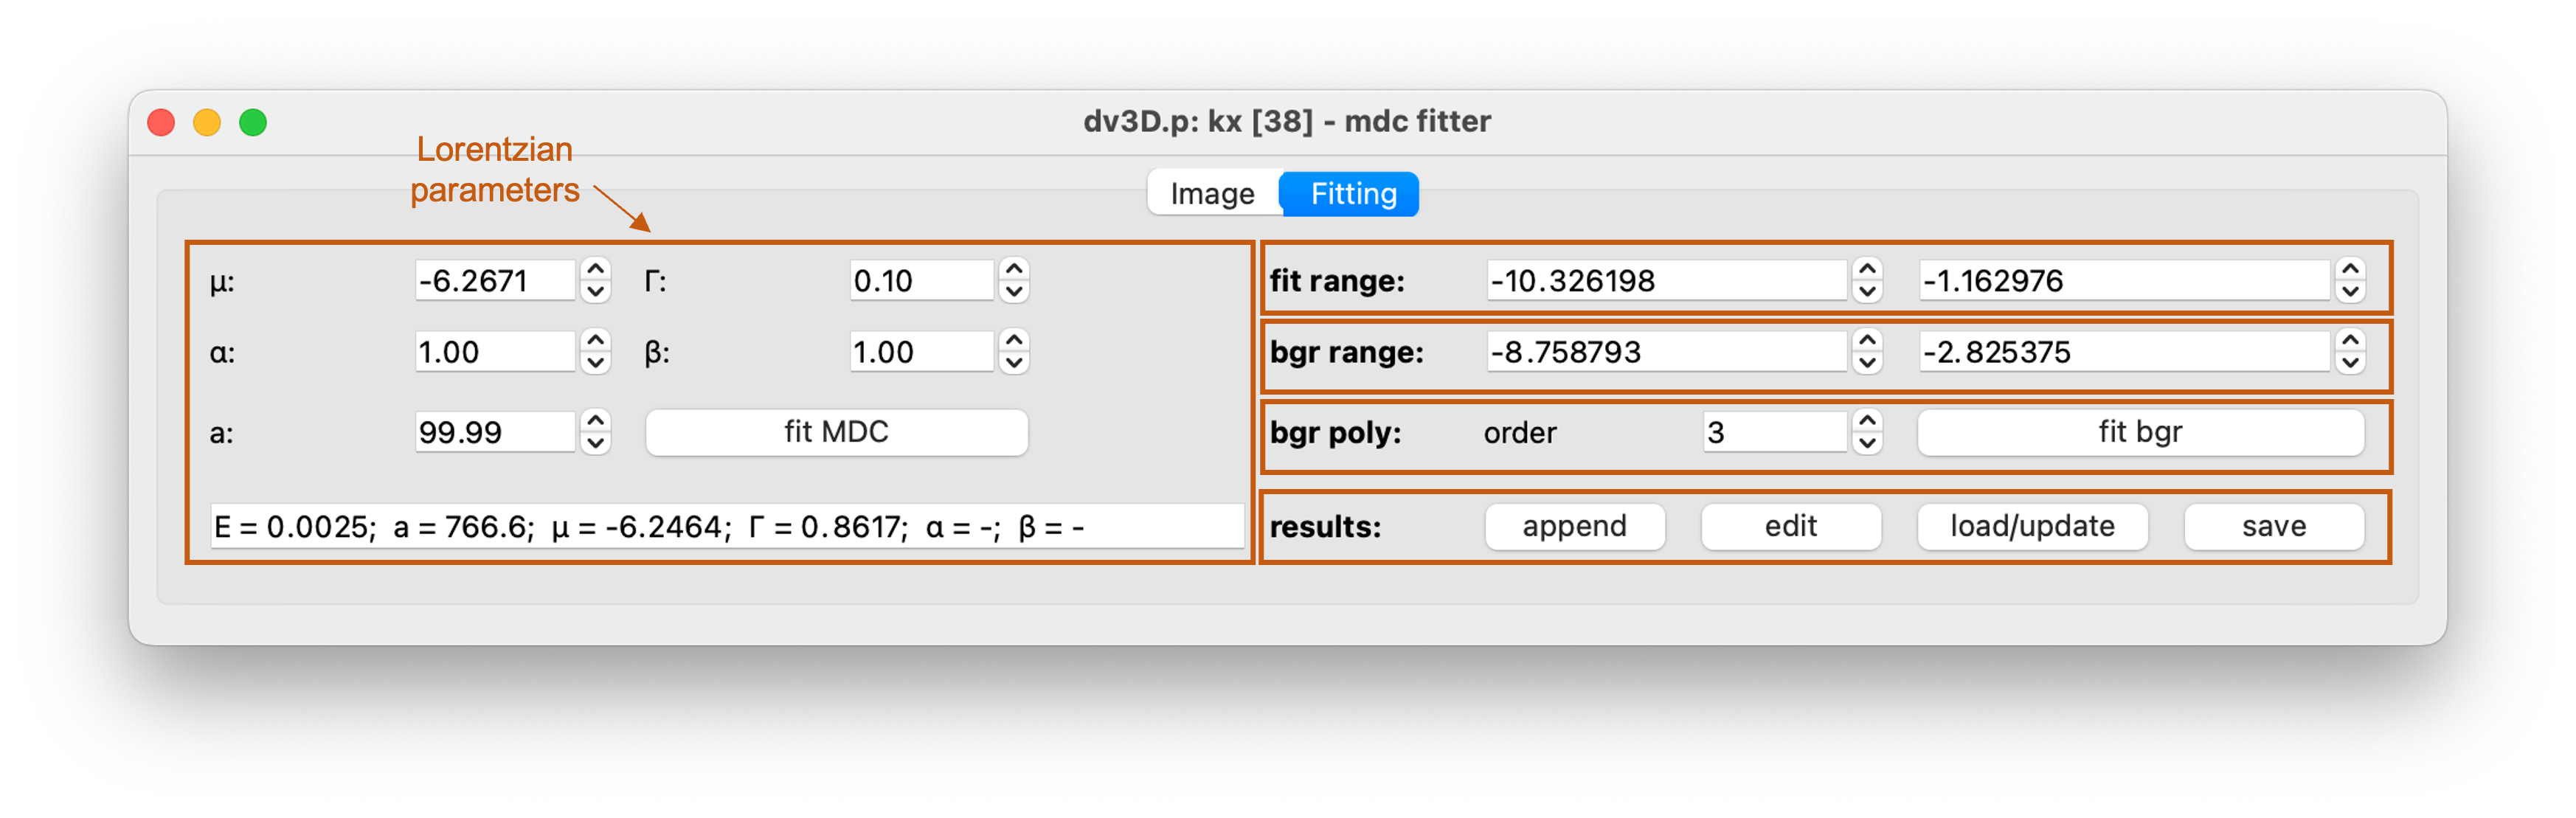 dv3D.p: kx [38] - mdc fitter
Lorentzian
parameters
Image Fitting
μ: -6.2671 Γ: 0.10
fit range: -10.326198 -1.162976
α: 1.00 β: 1.00
bgr range: -8.758793 -2.825375
a: 99.99 fit MDC
bgr poly: order 3 fit bgr
E = 0.0025; a = 766.6; μ = -6.2464; Γ = 0.8617; α = -; β = -
results: append edit load/update save